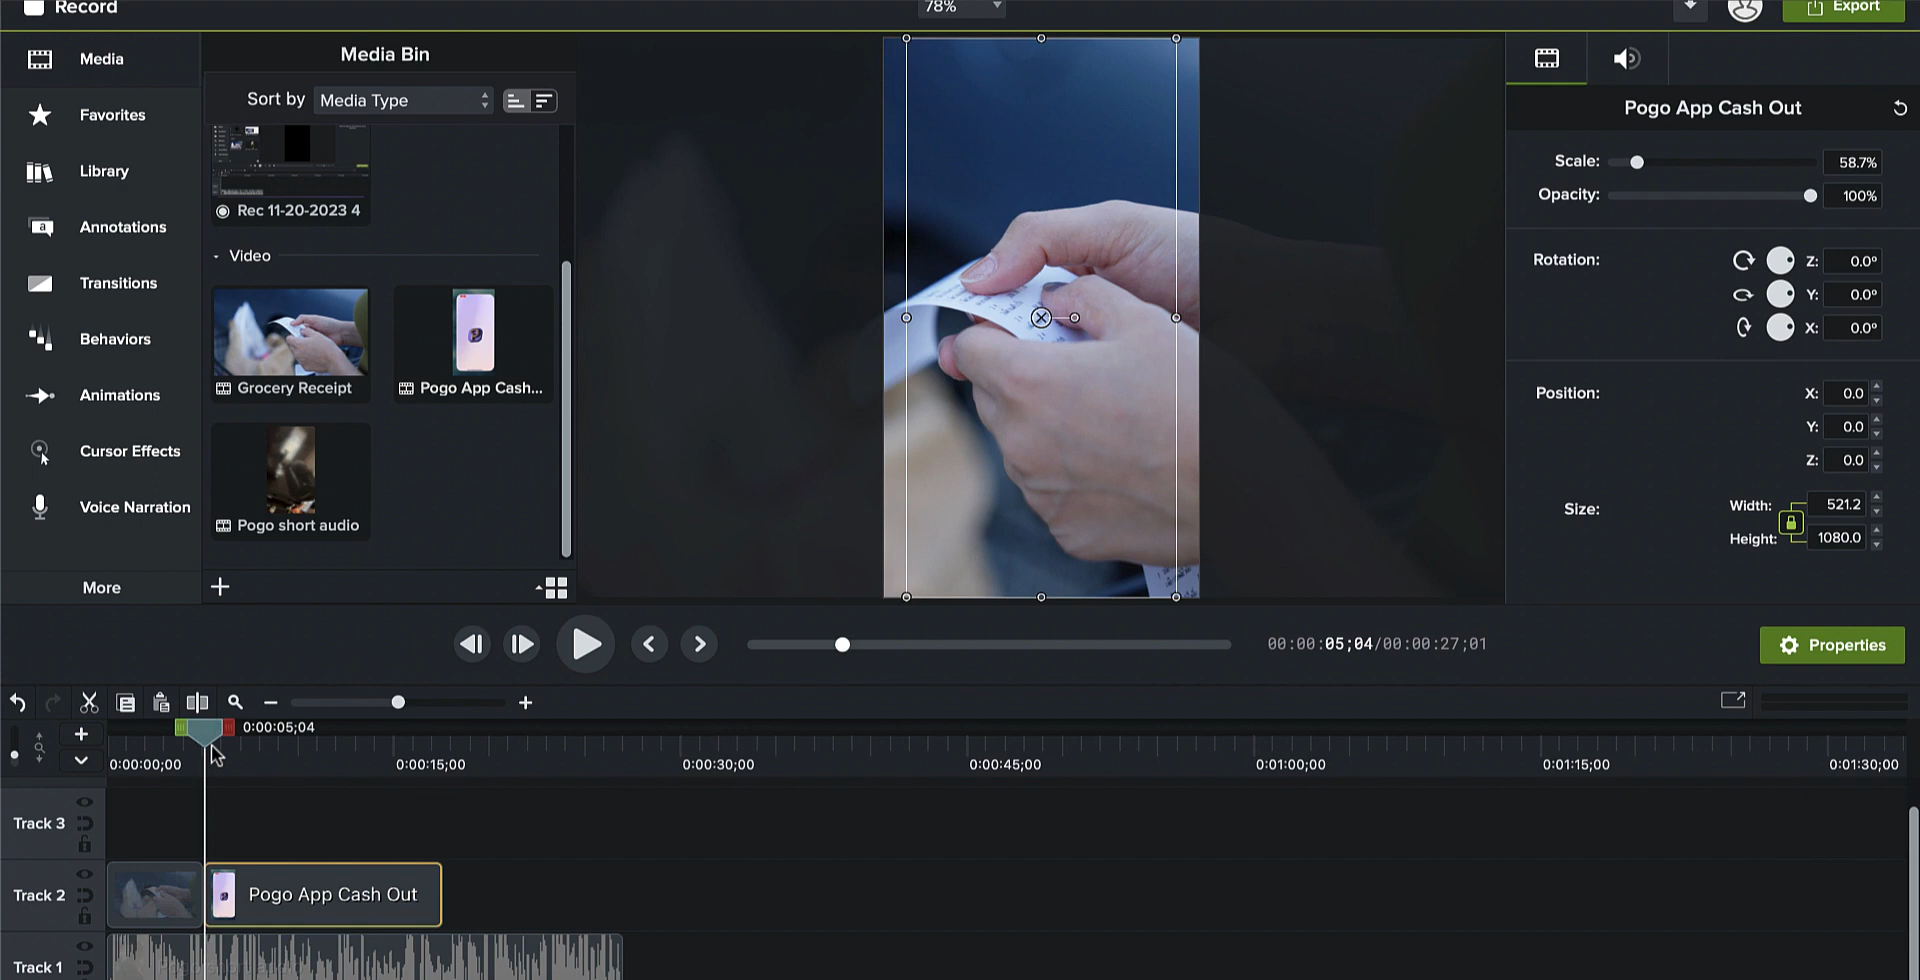 Record
78%
Export
Media
Favorites
Library
Annotations
Transitions
Behaviors
Animations
Cursor Effects
Voice Narration
More
Media Bin
Sort by
Media Type
Rec 11-20-2023 4
Video
Grocery Receipt
Pogo App Cash...
Pogo short audio
Pogo App Cash Out
Scale:
58.7%
Opacity:
100%
Rotation:
Z:
0.0º
Y:
0.0º
X:
0.0º
Position:
X:
0.0
Y:
0.0
Z:
0.0
Size:
Width:
521.2
Height:
1080.0
00:00:05;04/00:00:27;01
Properties
0:00:05;04
0:00:00;00
0:00:15;00
0:00:30;00
0:00:45;00
0:01:00;00
0:01:15;00
0:01:30;00
Track 3
Track 2
Pogo App Cash Out
Track 1